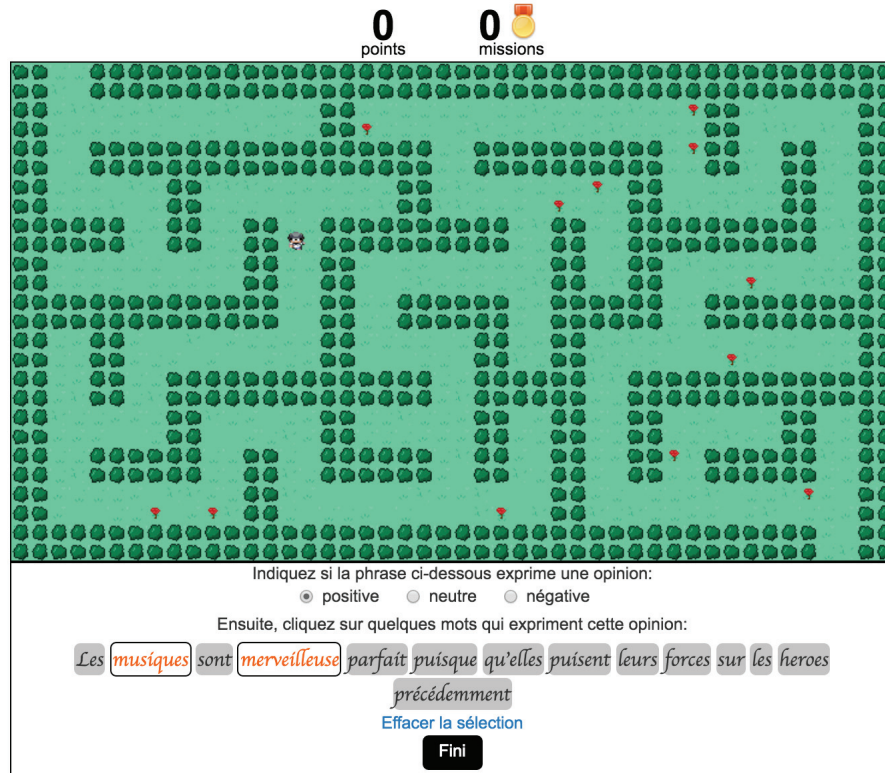 0 0
points missions
Indiquez si la phrase ci-dessous exprime une opinion:
positive neutre négative
Ensuite, cliquez sur quelques mots qui expriment cette opinion:
Les musiques sont merveilleuse parfait puisque qu'elles puisent leurs forces sur les heroes
précédemment
Effacer la sélection
Fini